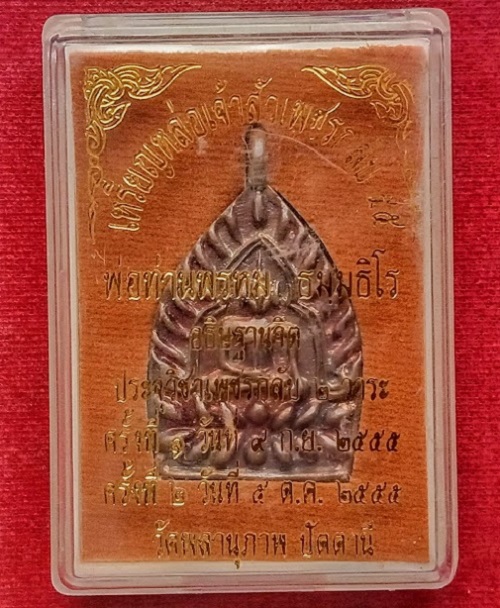 เหรียญหล่อเจ้าสัวเพชร
พ่อท่านพรหม ธมมธิโร
อธิษฐานจิต
ประจุวิชาเพชรกลับ ๒ วาระ
ครั้งที่ ๑ วันที่ ๙ ก.ย. ๒๕๕๕
ครั้งที่ ๒ วันที่ ๕ ต.ค. ๒๕๕๕
วัดพลานุภาพ ปัตตานี